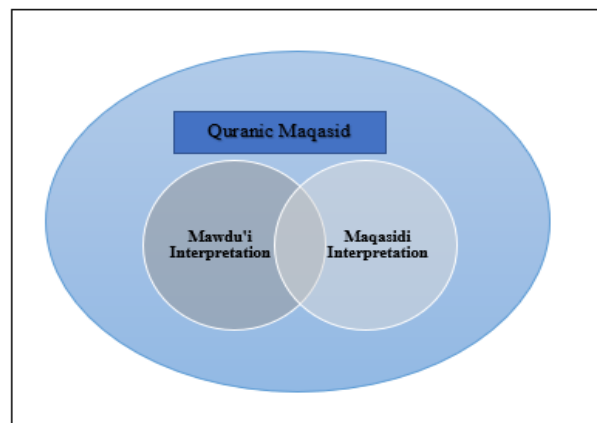 Quranic Maqasid
Mawdu'i
Interpretation
Maqasidi
Interpretation